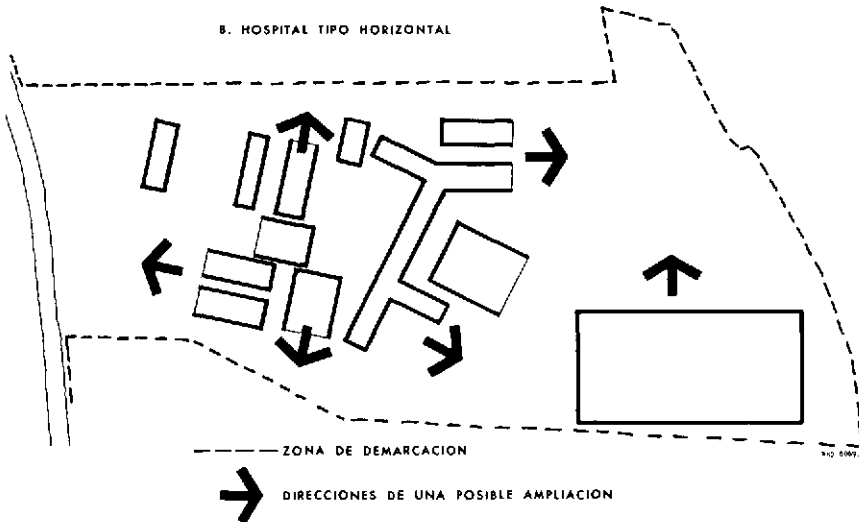 B. HOSPITAL TIPO HORIZONTAL
ZONA DE DEMARCACION
DIRECCIONES DE UNA POSIBLE AMPLIACION